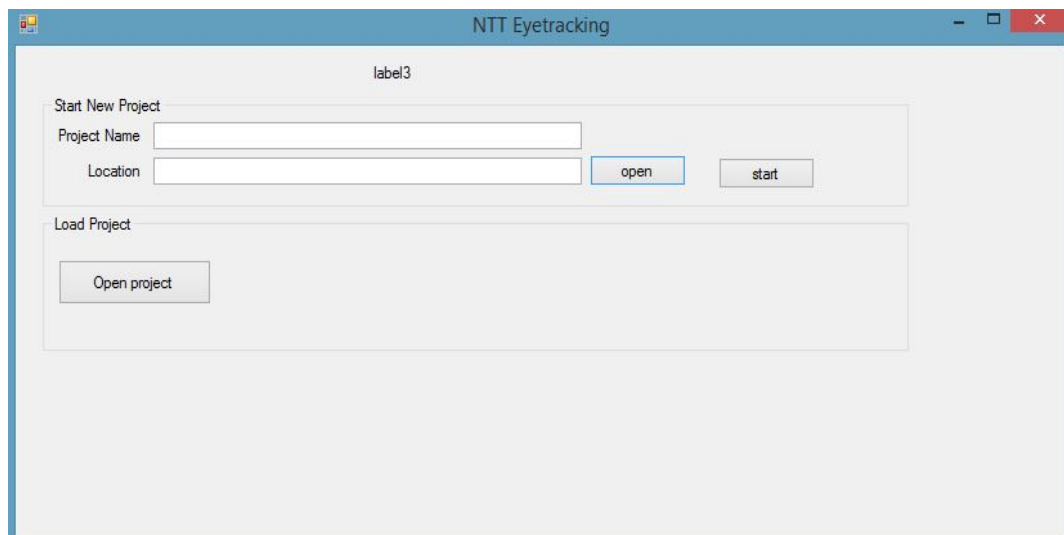 NTT Eyetracking
label3
Start New Project
Project Name
Location open start
Load Project
Open project